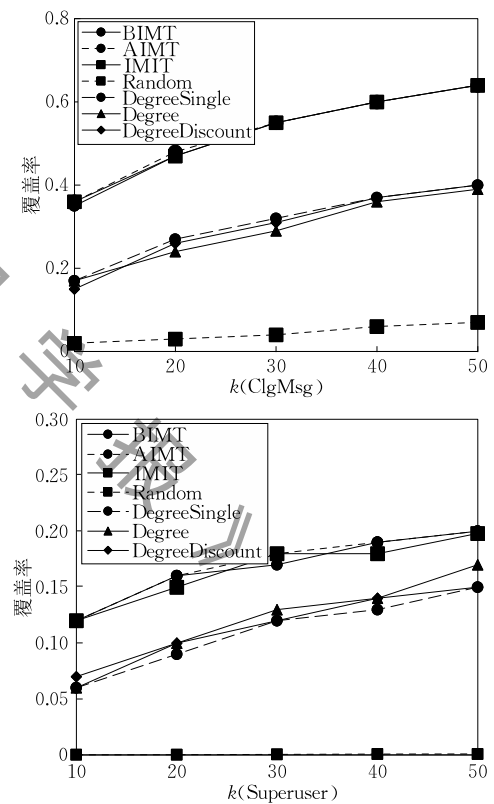 0.8
0.6
0.4
0.2
0
覆盖率
BIMT
AIMT
IMIT
Random
DegreeSingle
Degree
DegreeDiscount
10 20 30 40 50
k(ClgMsg)
0.30
0.25
0.20
0.15
0.10
0.05
0
覆盖率
BIMT
AIMT
IMIT
Random
DegreeSingle
Degree
DegreeDiscount
10 20 30 40 50
k(Superuser)
学报》